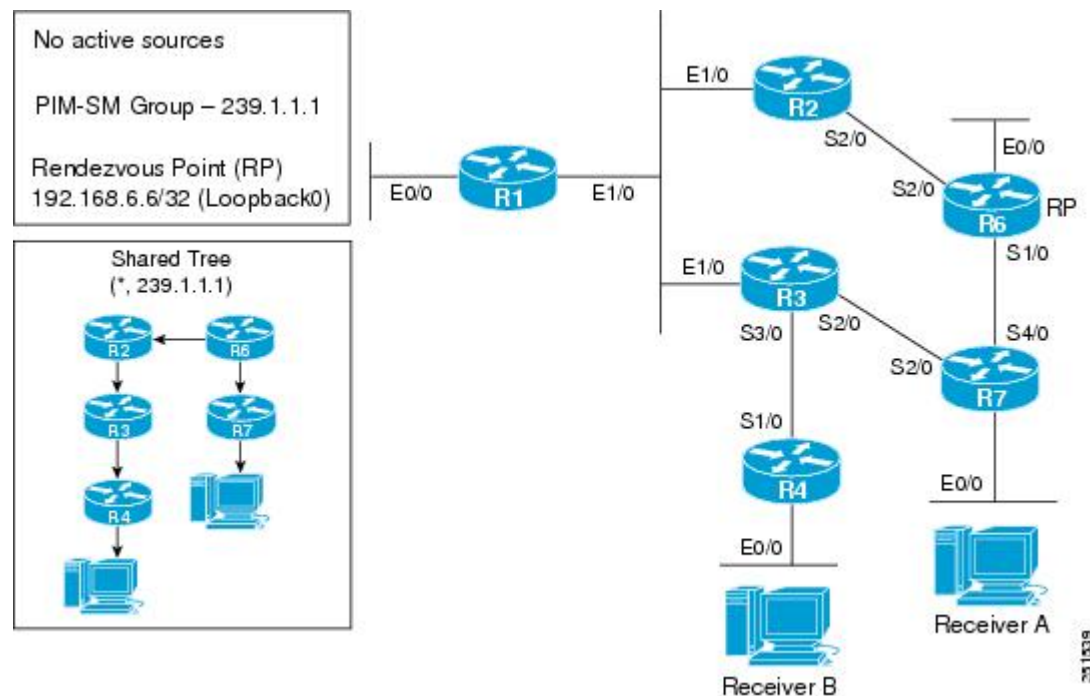 No active sources
PIM-SM Group – 239.1.1.1
Rendezvous Point (RP)
192.168.6.6/32 (Loopback0)
Shared Tree
(*, 239.1.1.1)
R2
R6
R3
R7
R4
E0/0
R1
E1/0
E1/0
R2
S2/0
E0/0
S2/0
R6
RP
S1/0
E1/0
R3
S3/0
S2/0
S4/0
S2/0
R7
S1/0
R4
E0/0
E0/0
Receiver A
Receiver B